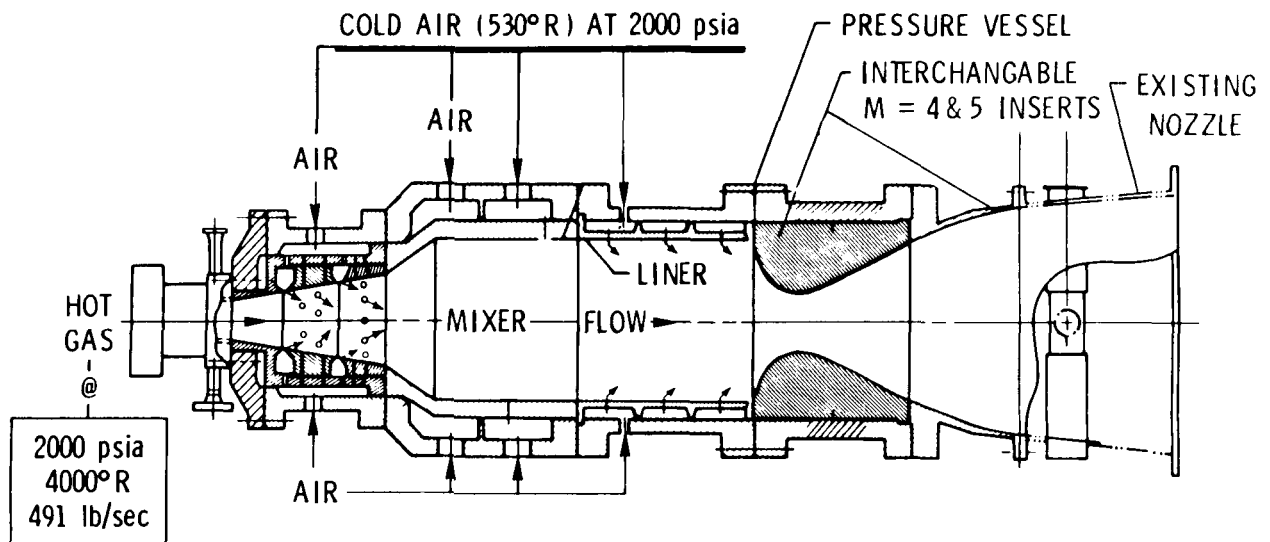 COLD AIR (530°R) AT 2000 psia
PRESSURE VESSEL
INTERCHANGABLE
M = 4 & 5 INSERTS
EXISTING
NOZZLE
AIR
AIR
LINER
HOT
GAS
@
2000 psia
4000°R
491 lb/sec
MIXER
FLOW
AIR